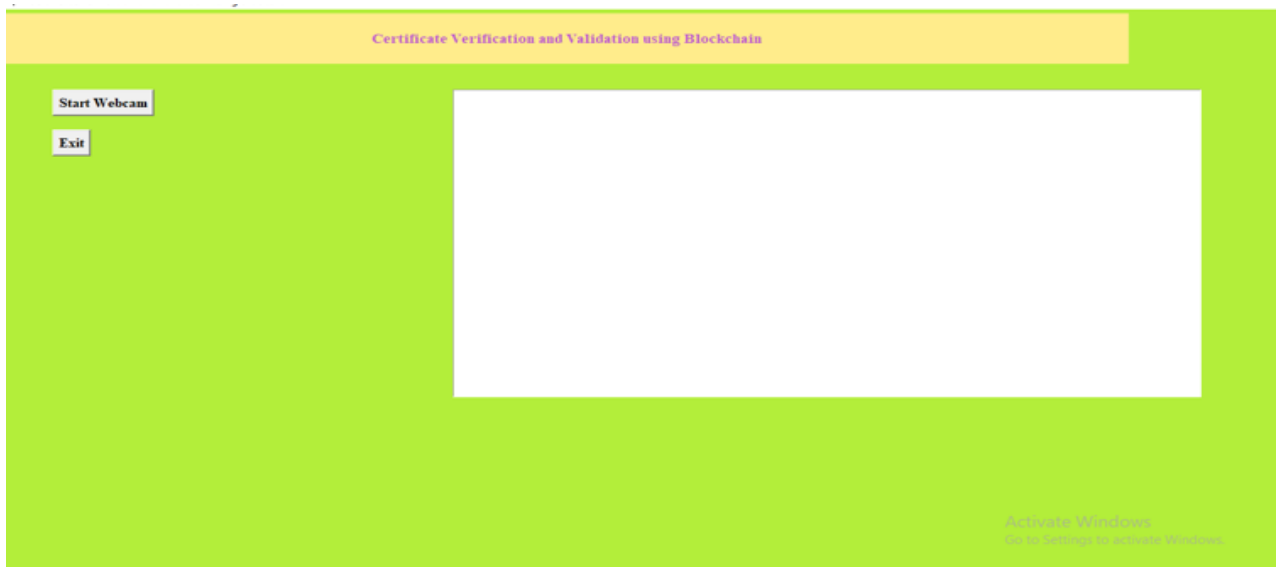 Certificate Verification and Validation using Blockchain
Start Webcam
Exit
Activate Windows
Go to Settings to activate Windows.